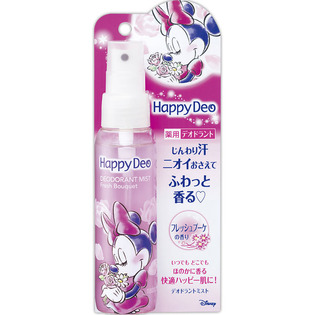 Happy Deo
薬用 デオドラント
じんわり汗
ニオイおさえて
ふわっと
香る♡
フレッシュブーケ
の香り
いつでも どこでも
ほのかに香る
快適ハッピー肌に!
デオドラントミスト
Disney
Happy Deo
DEODORANT MIST
Fresh Bouquet